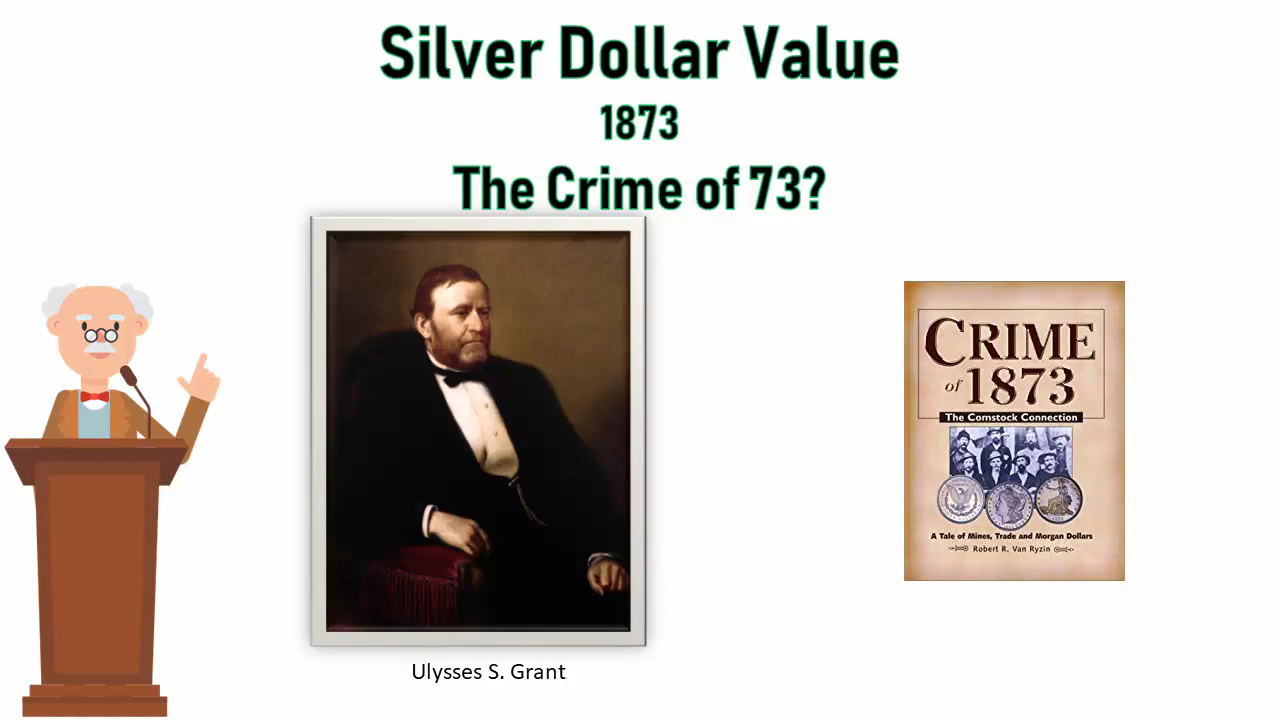 Silver Dollar Value
1873
The Crime of 73?
Ulysses S. Grant
CRIME
of 1873
The Comstock Connection
A Tale of Mines, Trade and Morgan Dollars
Robert R. Van Ryzin